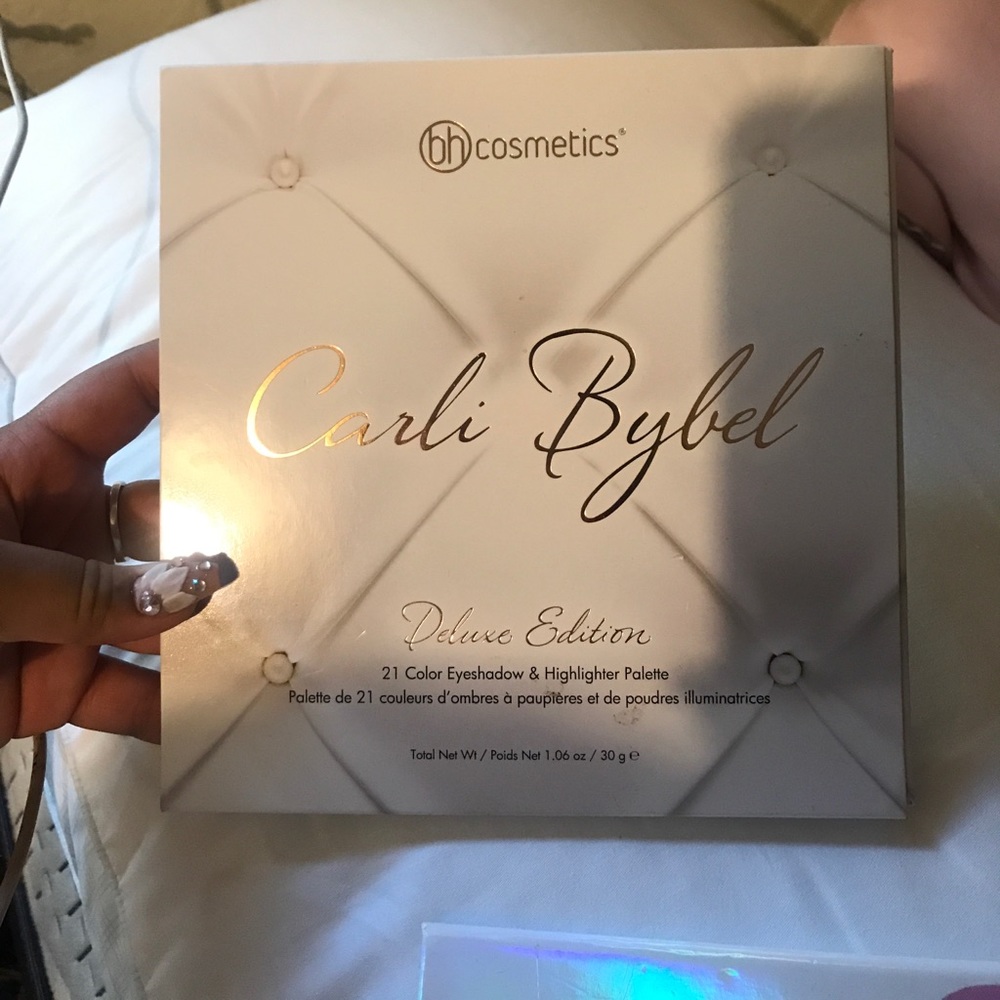 bh cosmetics®
Carli Bybel
Deluxe Edition
21 Color Eyeshadow & Highlighter Palette
Palette de 21 couleurs d'ombres à paupières et de poudres illuminatrices
Total Net Wt / Poids Net 1.06 oz / 30 g ℮